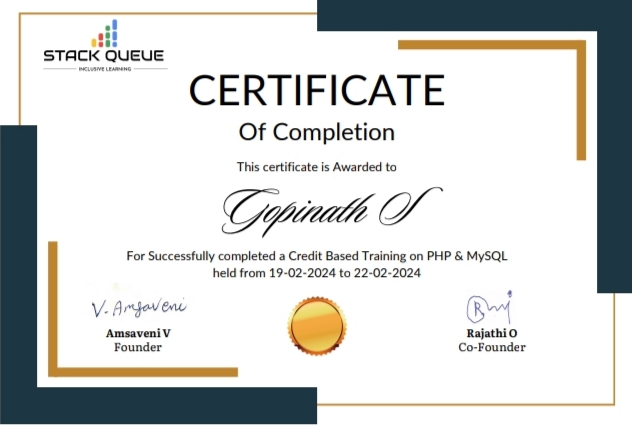 STACK QUEUE
INCLUSIVE LEARNING
CERTIFICATE
Of Completion
This certificate is Awarded to
Gopinath S
For Successfully completed a Credit Based Training on PHP & MySQL
held from 19-02-2024 to 22-02-2024
V. Amsaveni
Amsaveni V
Founder
Rajathi O
Co-Founder